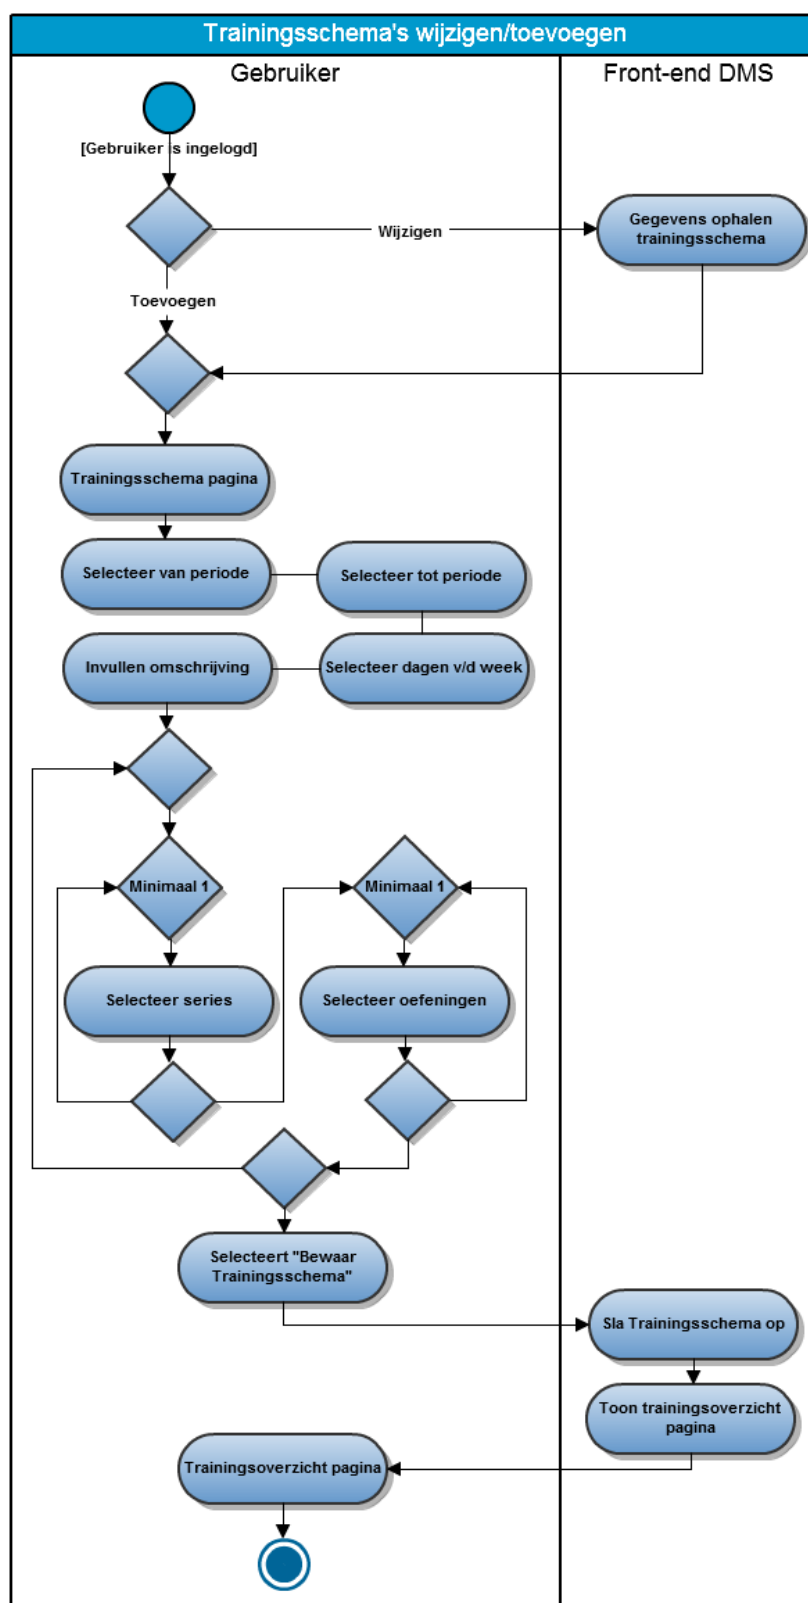 Trainingsschema's wijzigen/toevoegen
Gebruiker
Front-end DMS
[Gebruiker is ingelogd]
Wijzigen
Gegevens ophalen
trainingsschema
Toevoegen
Trainingsschema pagina
Selecteer van periode
Selecteer tot periode
Invullen omschrijving
Selecteer dagen v/d week
Minimaal 1
Minimaal 1
Selecteer series
Selecteer oefeningen
Selecteert "Bewaar
Trainingsschema"
Sla Trainingsschema op
Toon trainingsoverzicht
pagina
Trainingsoverzicht pagina